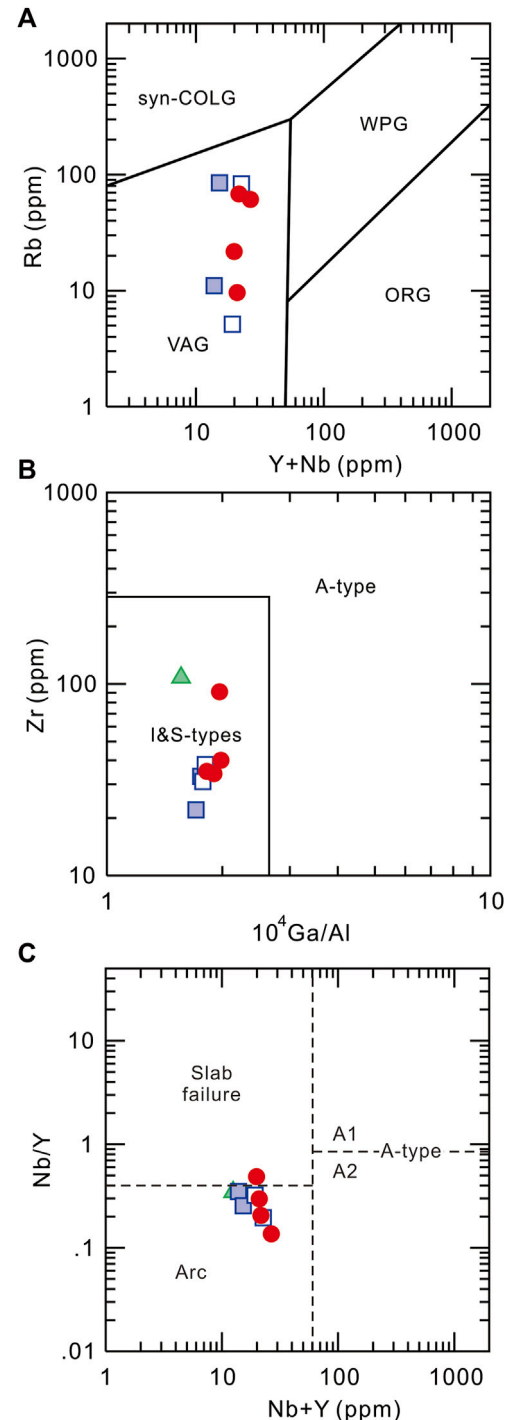 A
1000
100
10
1
Rb (ppm)
syn-COLG
WPG
ORG
VAG
10 100 1000
Y+Nb (ppm)
B
1000
100
10
Zr (ppm)
A-type
I&S-types
1 10
10⁴Ga/Al
C
10
1
.1
.01
Nb/Y
Slab
failure
A1
A-type
A2
Arc
1 10 100 1000
Nb+Y (ppm)